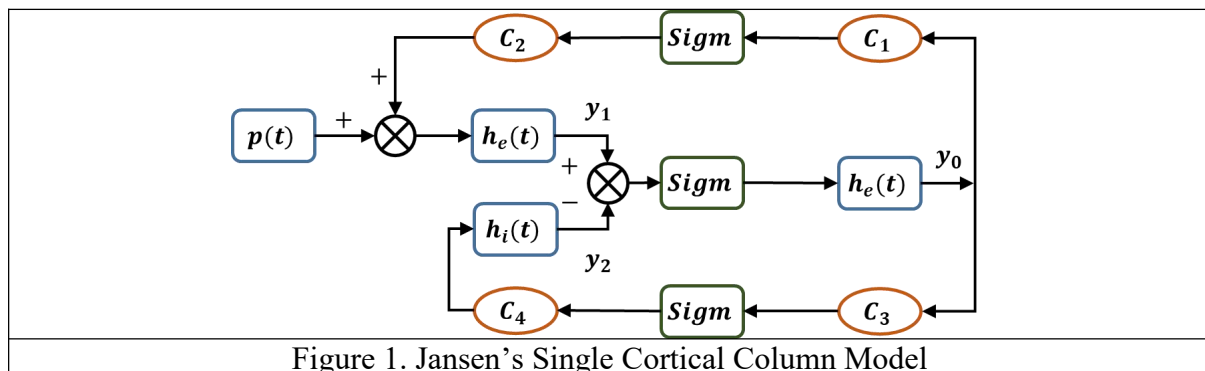 C₂
Sigm
C₁
+
p(t)
+
hₑ(t)
y₁
+
Sigm
hₑ(t)
y₀
−
hᵢ(t)
y₂
C₄
Sigm
C₃
Figure 1. Jansen's Single Cortical Column Model